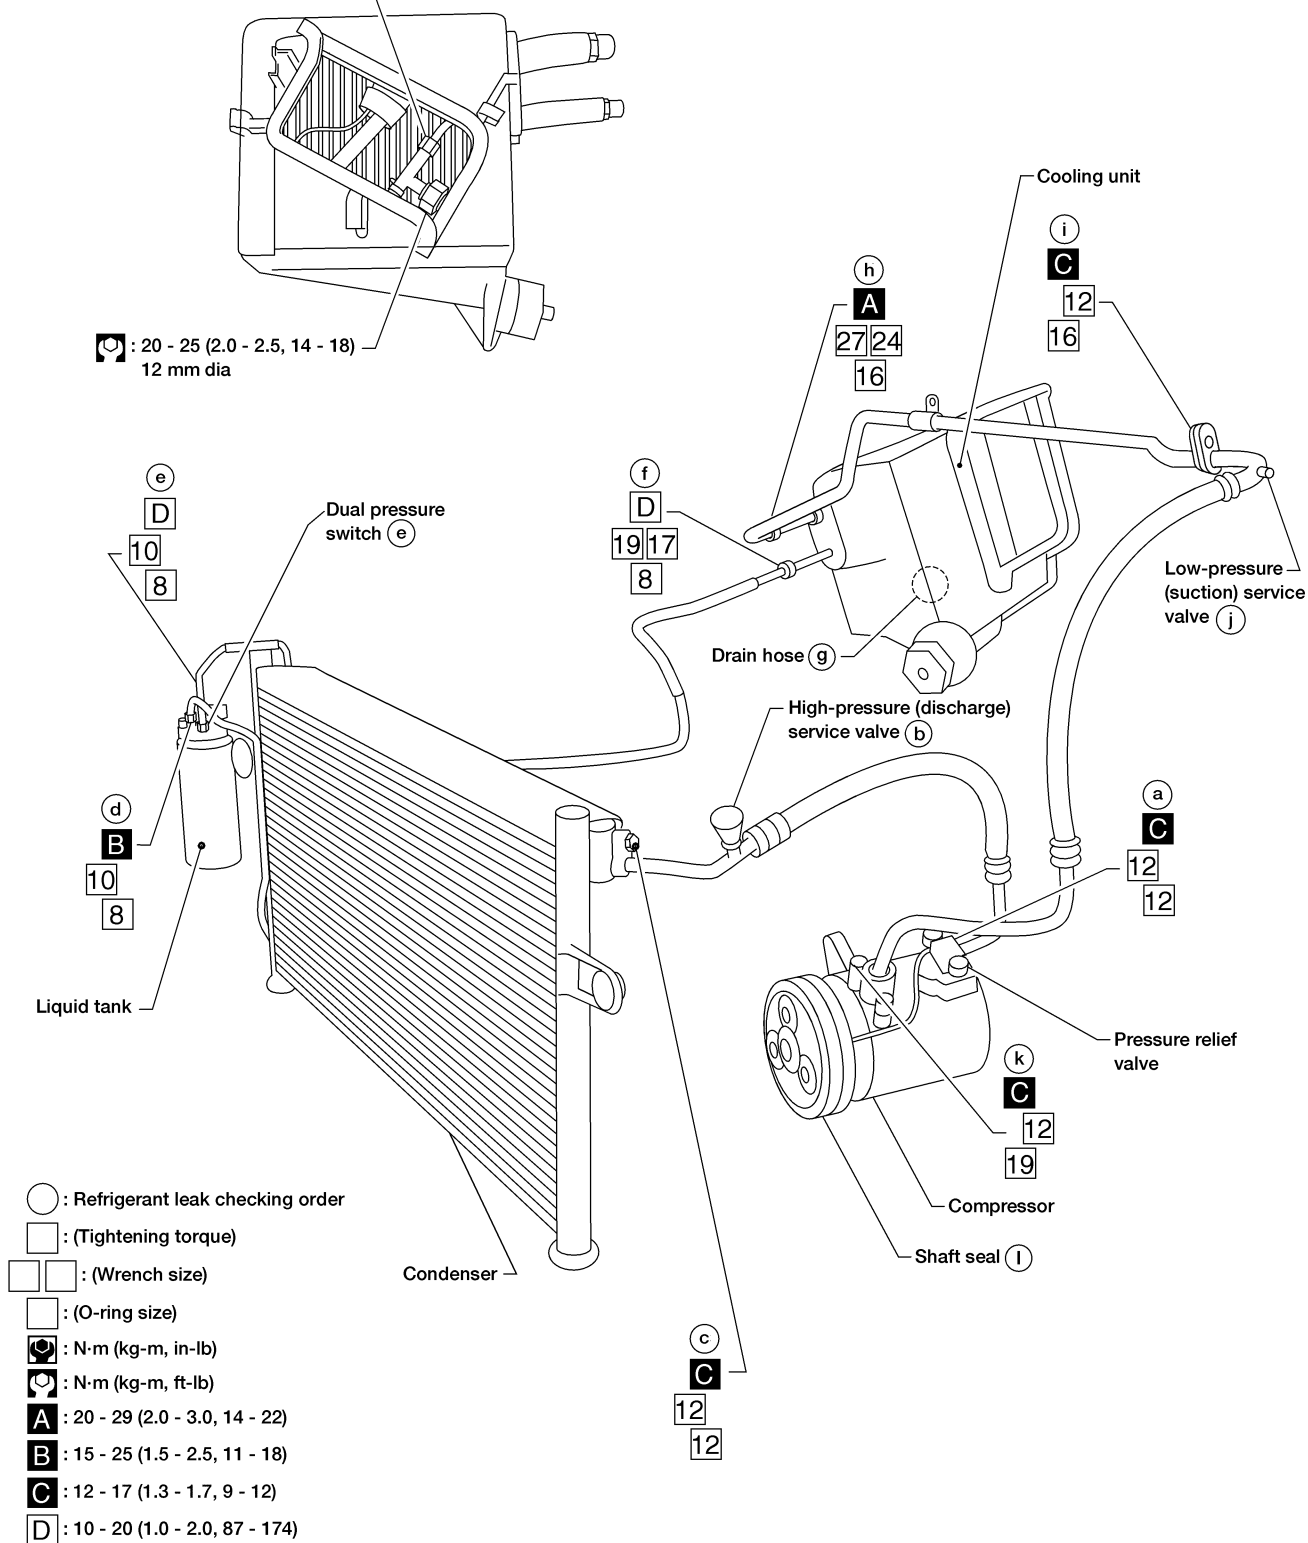 : 20 - 25 (2.0 - 2.5, 14 - 18)
12 mm dia
Cooling unit
i
C
12
16
h
A
27 24
16
e
D
10
8
Dual pressure
switch e
f
D
19 17
8
Low-pressure
(suction) service
valve j
Drain hose g
High-pressure (discharge)
service valve b
d
B
10
8
a
C
12
12
Liquid tank
Pressure relief
valve
k
C
12
19
Compressor
Shaft seal l
Condenser
c
C
12
12
: Refrigerant leak checking order
: (Tightening torque)
: (Wrench size)
: (O-ring size)
: N·m (kg-m, in-lb)
: N·m (kg-m, ft-lb)
A : 20 - 29 (2.0 - 3.0, 14 - 22)
B : 15 - 25 (1.5 - 2.5, 11 - 18)
C : 12 - 17 (1.3 - 1.7, 9 - 12)
D : 10 - 20 (1.0 - 2.0, 87 - 174)